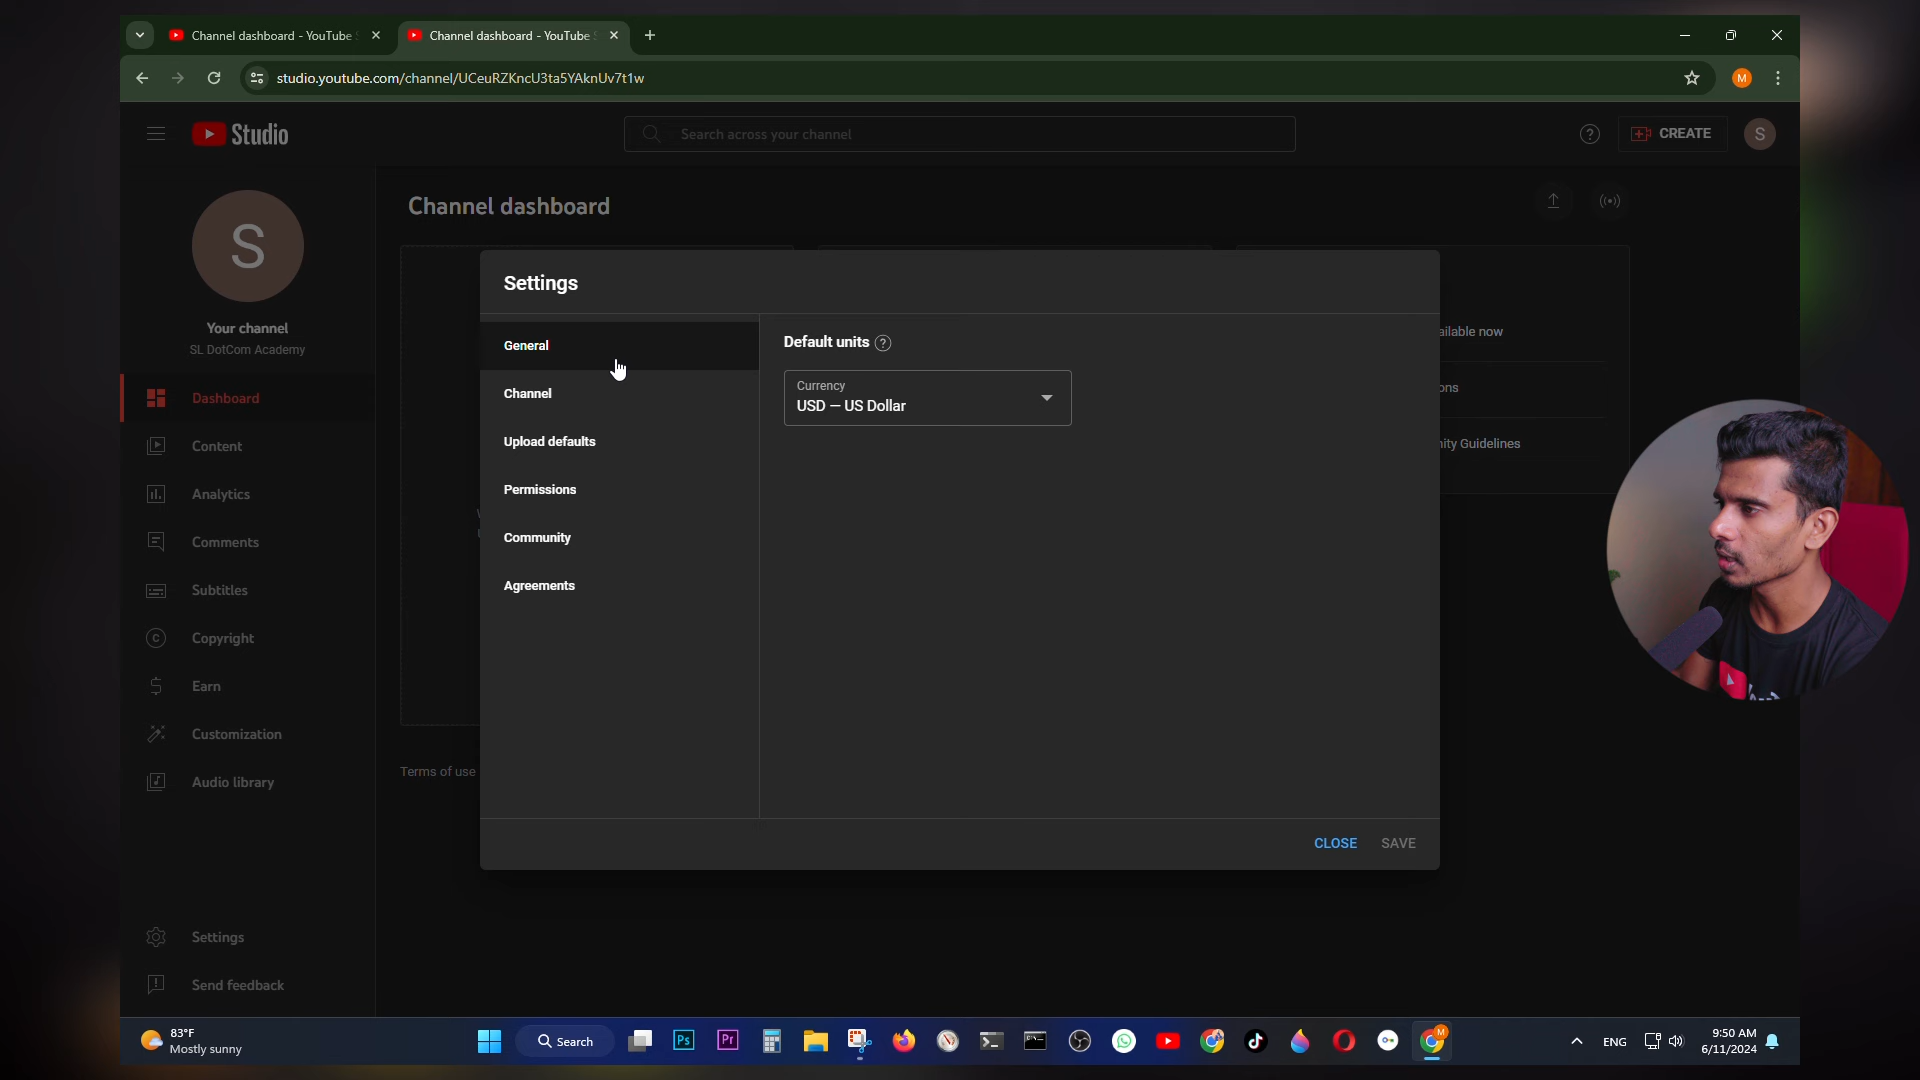 Channel dashboard - YouTube S
Channel dashboard - YouTube S
studio.youtube.com/channel/UCeuRZKncU3ta5YAknUv7t1w
M
Studio
Search across your channel
CREATE
S
S
Your channel
SL DotCom Academy
Dashboard
Content
Analytics
Comments
Subtitles
Copyright
Earn
Customization
Audio library
Settings
Send feedback
Channel dashboard
Settings
General
Channel
Upload defaults
Permissions
Community
Agreements
Default units
Currency
USD — US Dollar
CLOSE
SAVE
ailable now
ons
ity Guidelines
Terms of use
83°F
Mostly sunny
Search
Ps
Pr
M
ENG
9:50 AM
6/11/2024